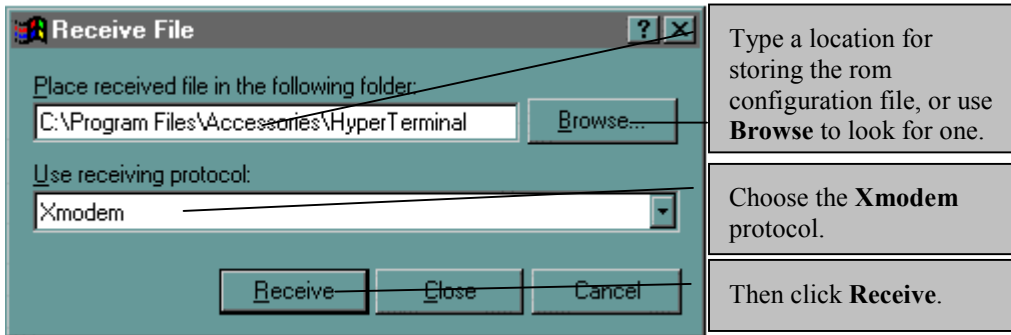 Receive File
Place received file in the following folder:
C:\Program Files\Accessories\HyperTerminal
Browse...
Use receiving protocol:
Xmodem
Receive
Close
Cancel
Type a location for
storing the rom
configuration file, or use
Browse to look for one.
Choose the Xmodem
protocol.
Then click Receive.